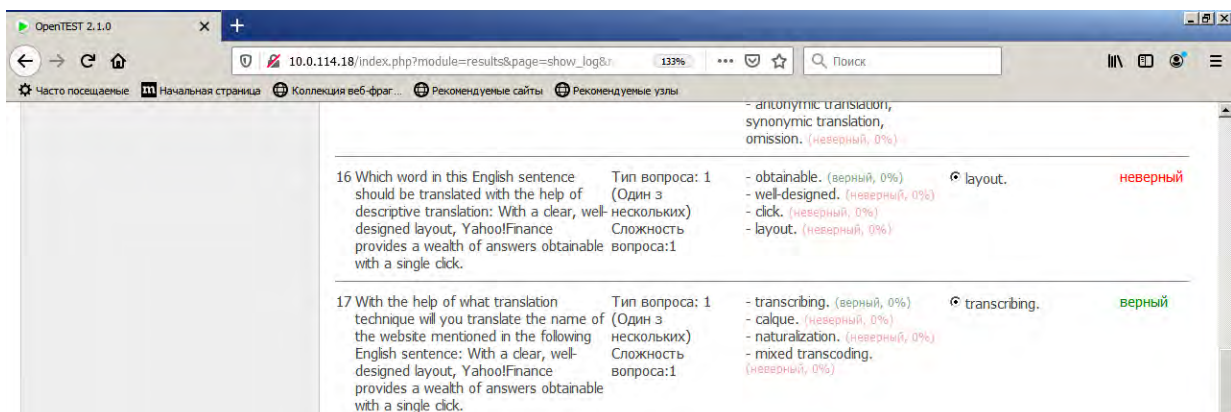 OpenTEST 2.1.0
10.0.114.18/index.php?module=results&page=show_log&
133%
Поиск
Часто посещаемые
Начальная страница
Коллекция веб-фраг...
Рекомендуемые сайты
Рекомендуемые узлы
- antonymic translation,
synonymic translation,
omission. (неверный, 0%)
16 Which word in this English sentence
should be translated with the help of
descriptive translation: With a clear, well-
designed layout, Yahoo!Finance
provides a wealth of answers obtainable
with a single click.
Тип вопроса: 1
(Один з
нескольких)
Сложность
вопроса:1
- obtainable. (верный, 0%)
- well-designed. (неверный, 0%)
- click. (неверный, 0%)
- layout. (неверный, 0%)
layout.
неверный
17 With the help of what translation
technique will you translate the name of
the website mentioned in the following
English sentence: With a clear, well-
designed layout, Yahoo!Finance
provides a wealth of answers obtainable
with a single click.
Тип вопроса: 1
(Один з
нескольких)
Сложность
вопроса:1
- transcribing. (верный, 0%)
- calque. (неверный, 0%)
- naturalization. (неверный, 0%)
- mixed transcoding.
(неверный, 0%)
transcribing.
верный